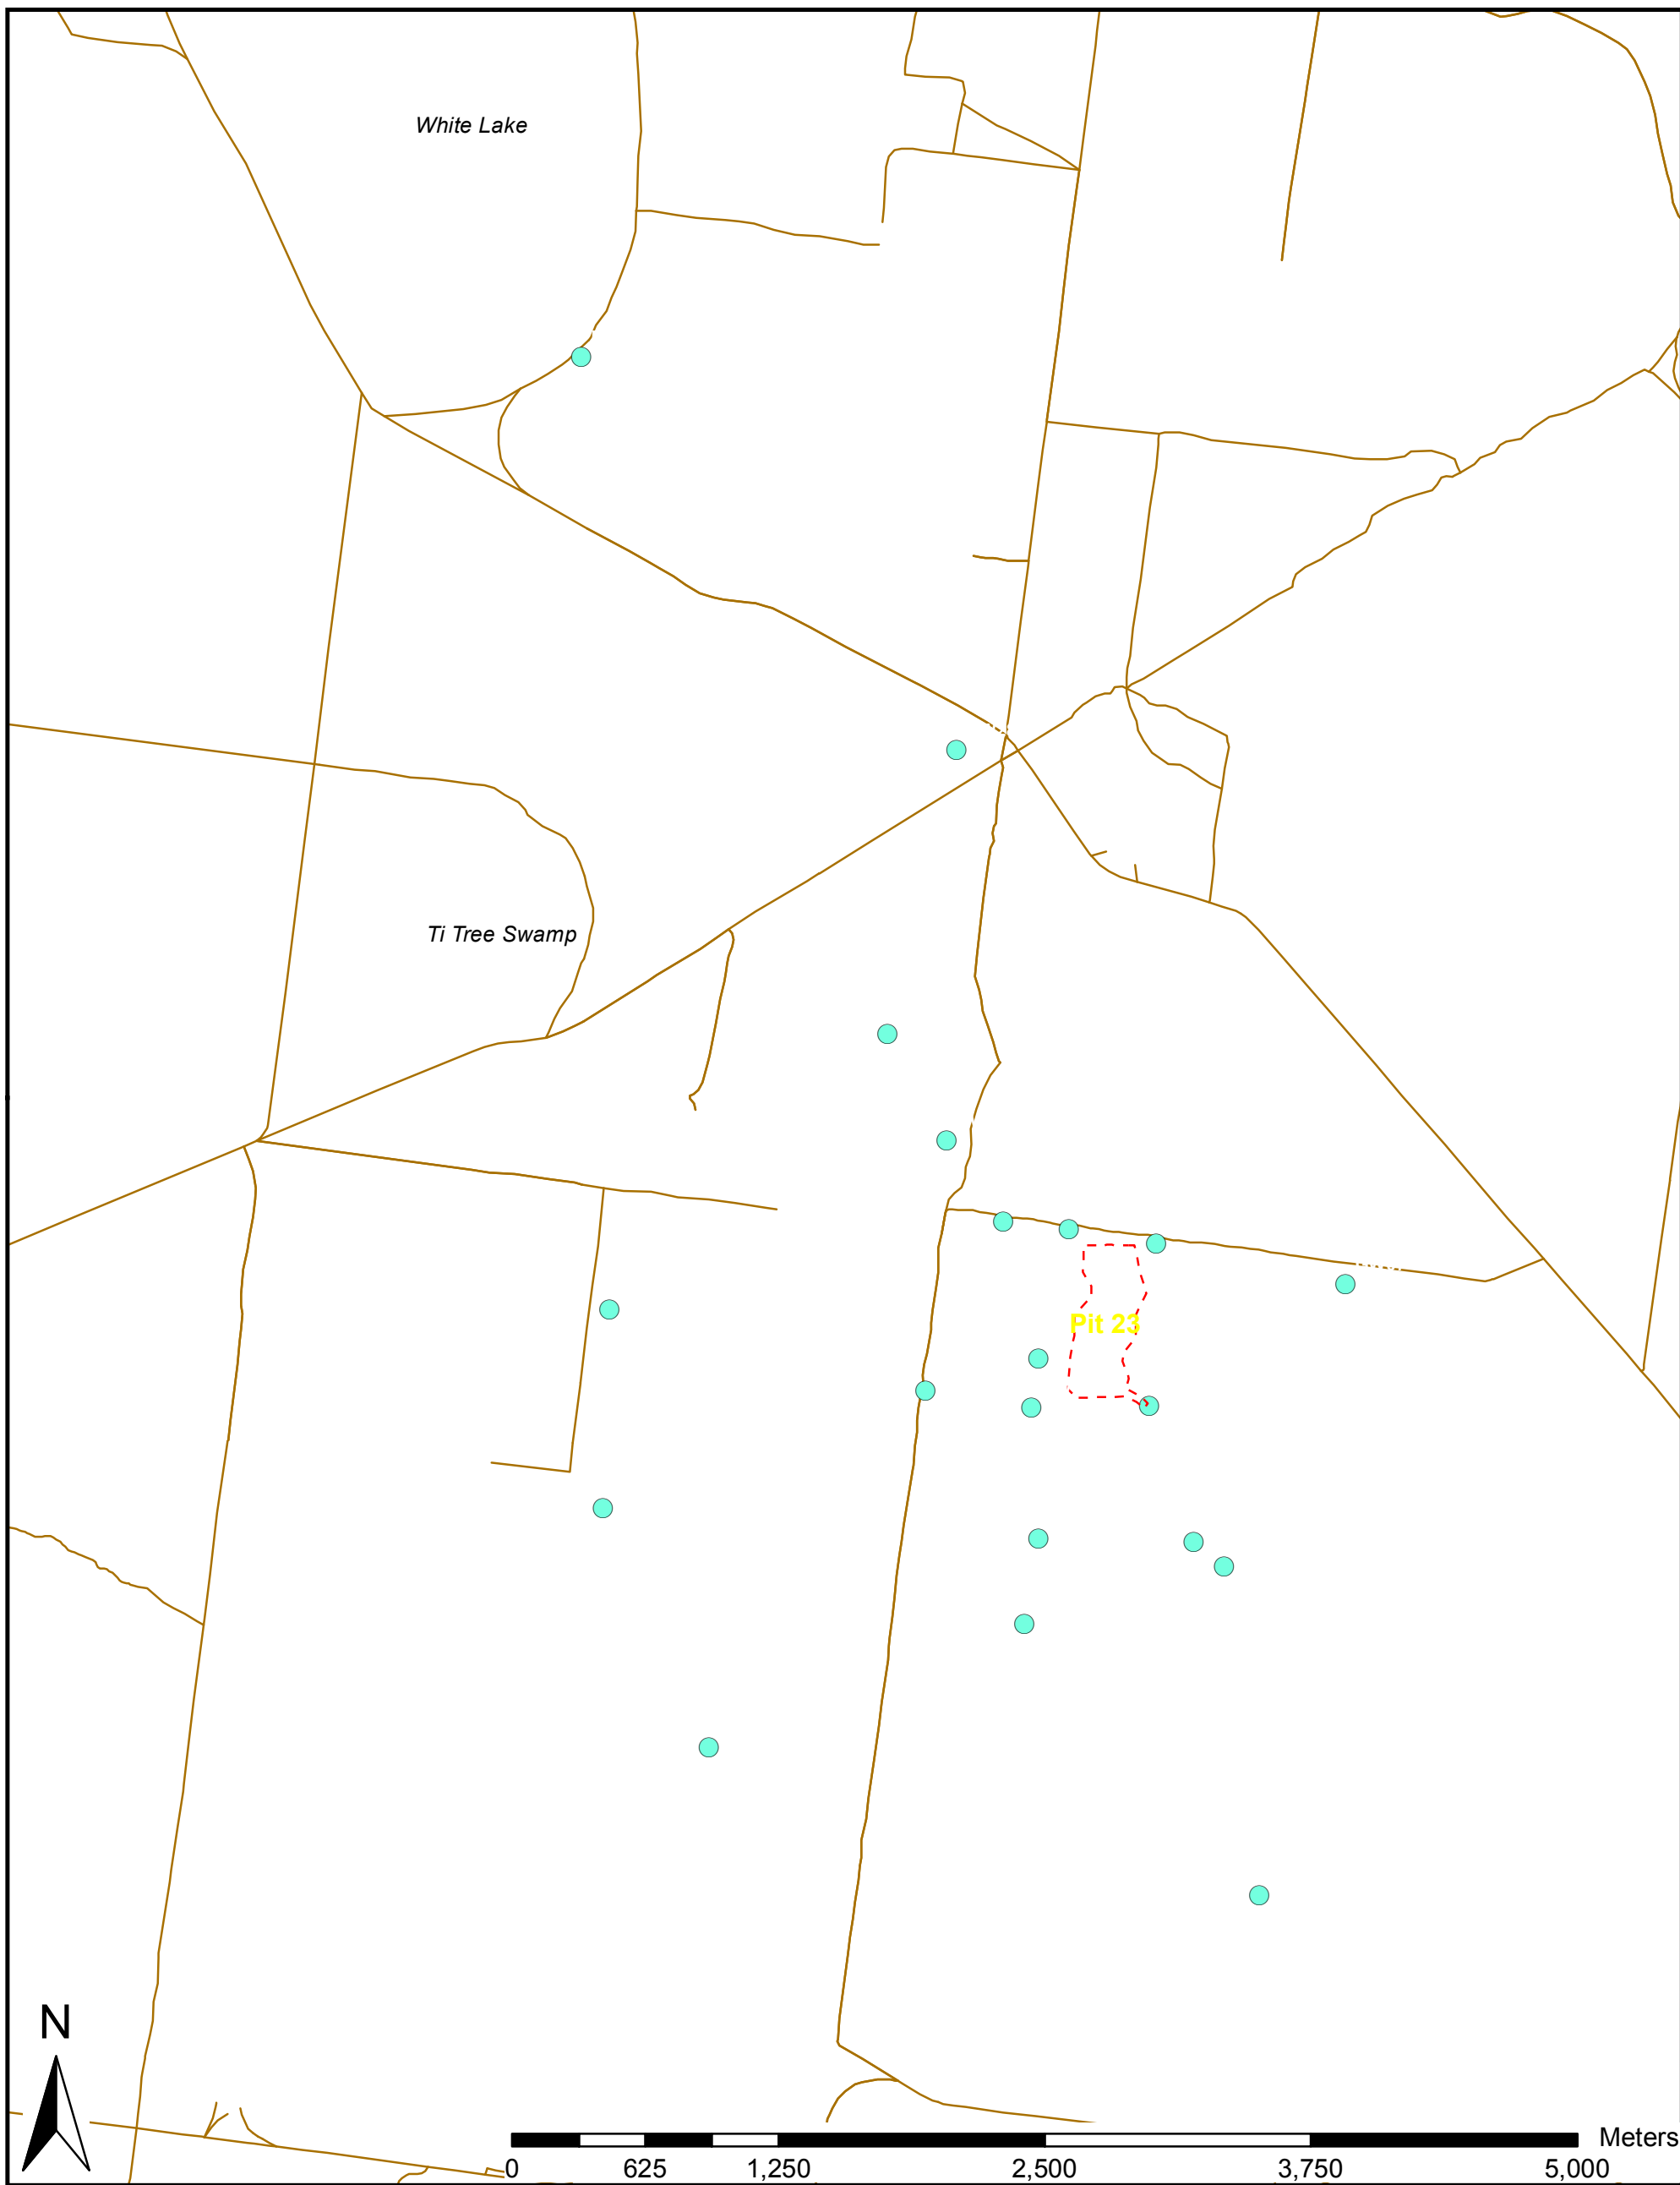 White Lake
Ti Tree Swamp
Pit 23
N
Meters
0 625 1,250 2,500 3,750 5,000